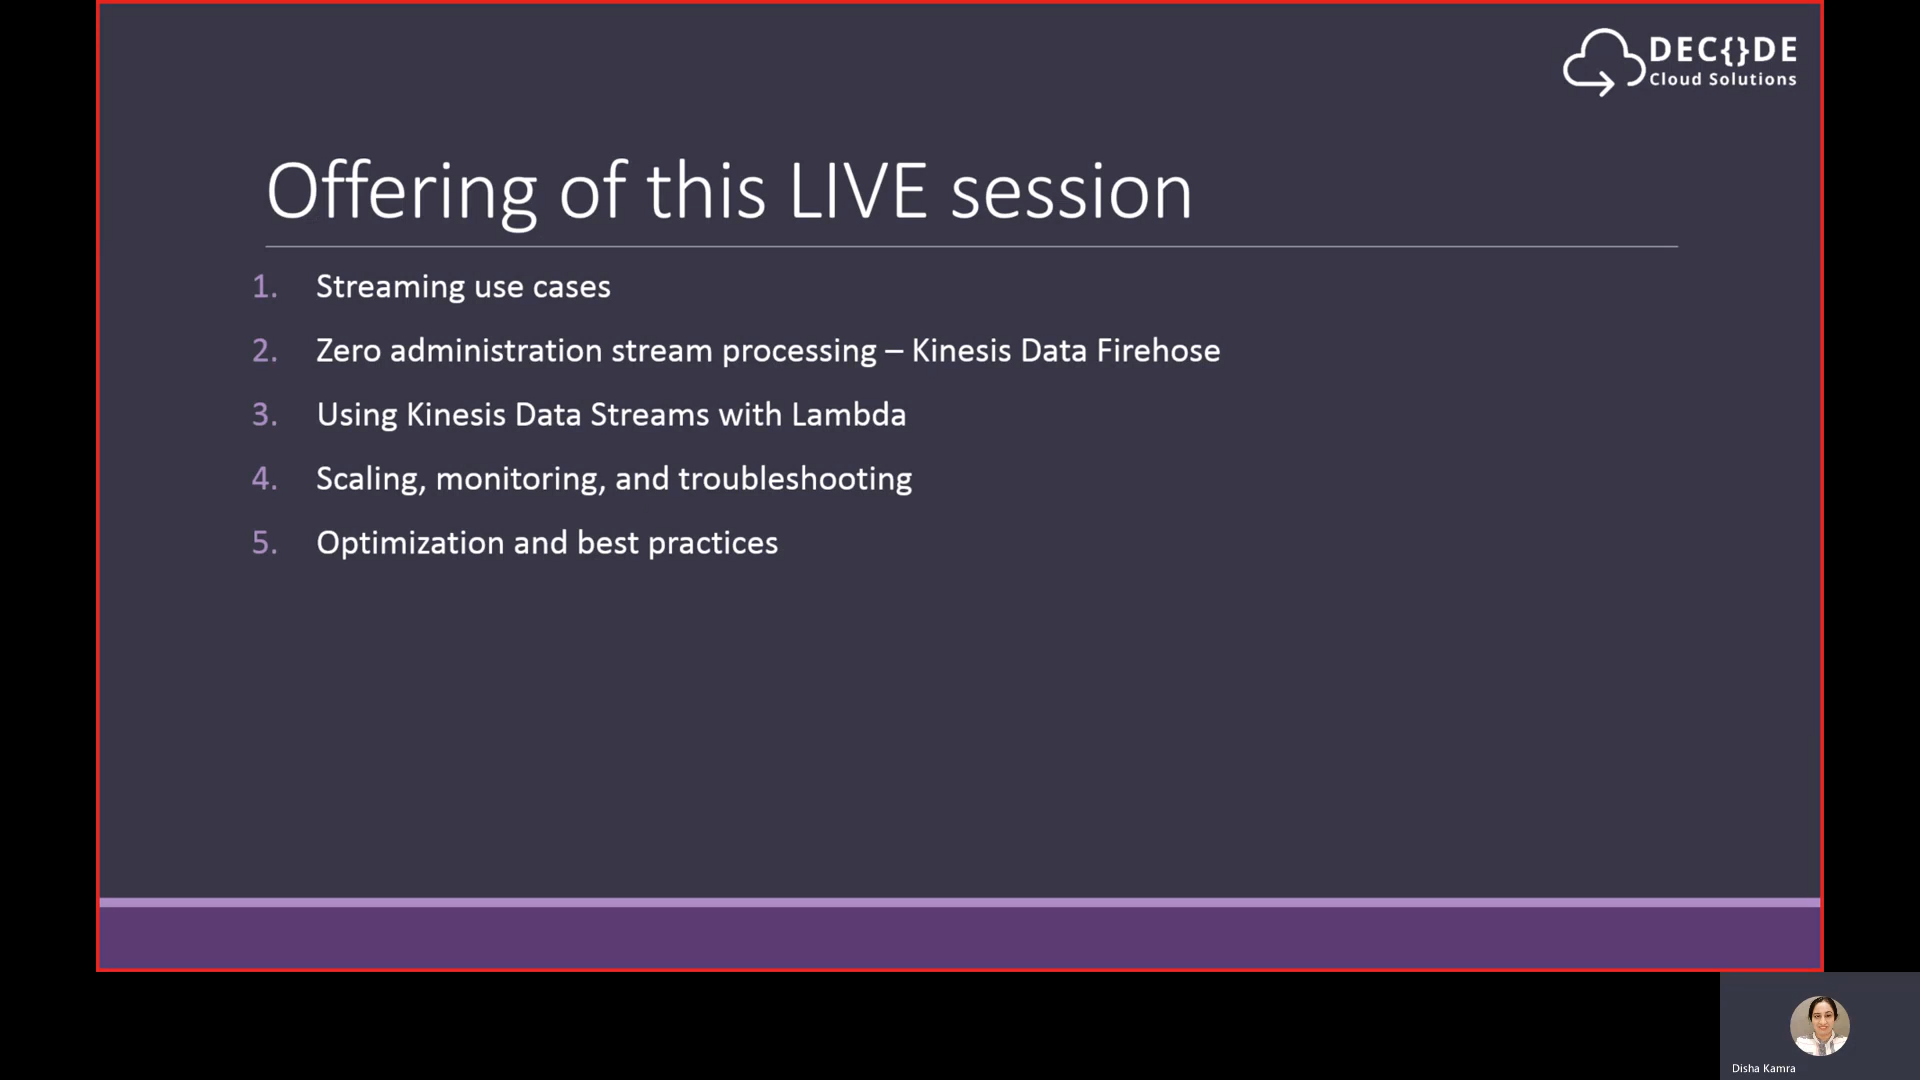 DEC{}DE
Cloud Solutions
Offering of this LIVE session
1. Streaming use cases
2. Zero administration stream processing – Kinesis Data Firehose
3. Using Kinesis Data Streams with Lambda
4. Scaling, monitoring, and troubleshooting
5. Optimization and best practices
Disha Kamra